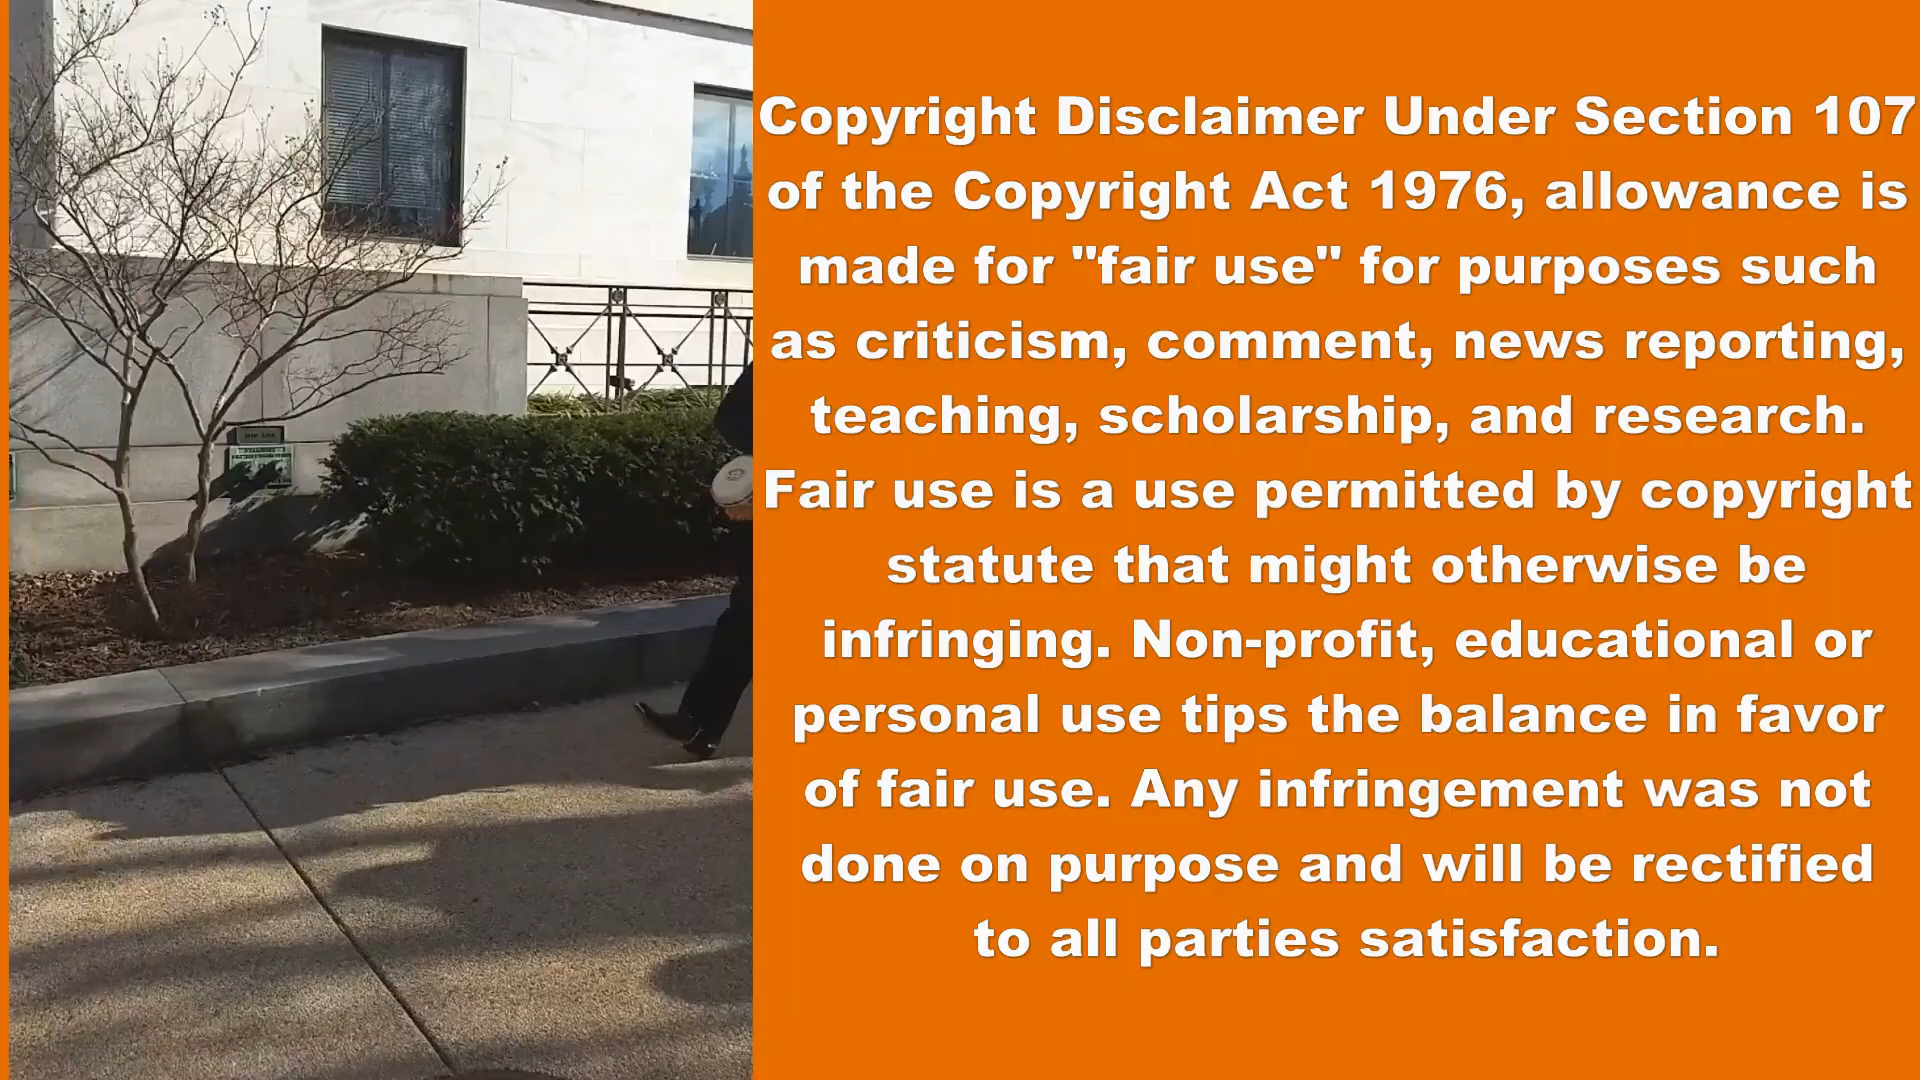 Copyright Disclaimer Under Section 107
of the Copyright Act 1976, allowance is
made for "fair use" for purposes such
as criticism, comment, news reporting,
teaching, scholarship, and research.
Fair use is a use permitted by copyright
statute that might otherwise be
infringing. Non-profit, educational or
personal use tips the balance in favor
of fair use. Any infringement was not
done on purpose and will be rectified
to all parties satisfaction.